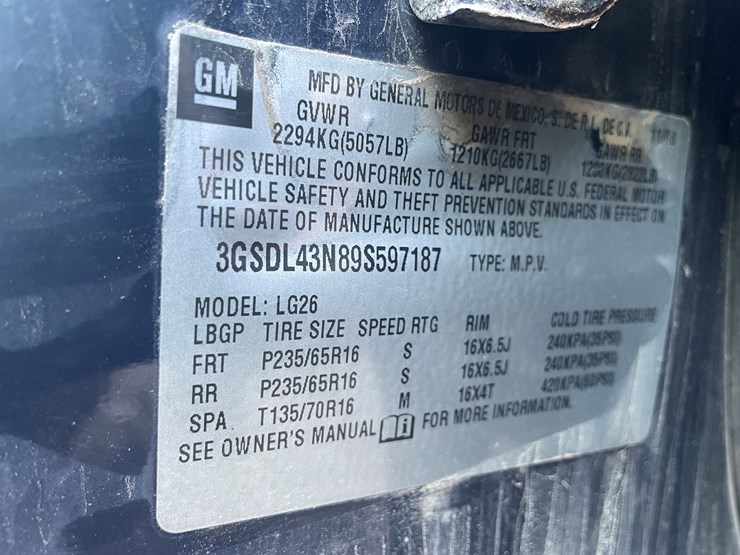 GM
MFD BY GENERAL MOTORS DE MEXICO, S. DE R.L. DE C.V.
GVWR GAWR FRT GAWR RR
2294KG(5057LB) 1210KG(2667LB)
THIS VEHICLE CONFORMS TO ALL APPLICABLE U.S. FEDERAL MOTOR
VEHICLE SAFETY AND THEFT PREVENTION STANDARDS IN EFFECT ON
THE DATE OF MANUFACTURE SHOWN ABOVE.
3GSDL43N89S597187 TYPE: M.P.V.
MODEL: LG26
LBGP TIRE SIZE SPEED RTG RIM COLD TIRE PRESSURE
FRT P235/65R16 S 16X6.5J 240KPA(35PSI)
RR P235/65R16 S 16X6.5J 240KPA(35PSI)
SPA T135/70R16 M 16X4T 420KPA(60PSI)
SEE OWNER'S MANUAL i FOR MORE INFORMATION.